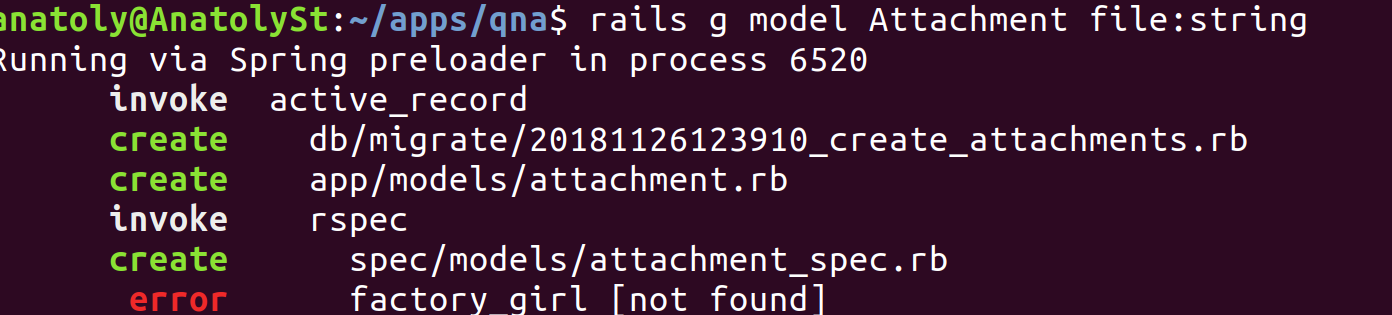 anatoly@AnatolySt:~/apps/qna$ rails g model Attachment file:string
Running via Spring preloader in process 6520
invoke active_record
create db/migrate/20181126123910_create_attachments.rb
create app/models/attachment.rb
invoke rspec
create spec/models/attachment_spec.rb
error factory_girl [not found]